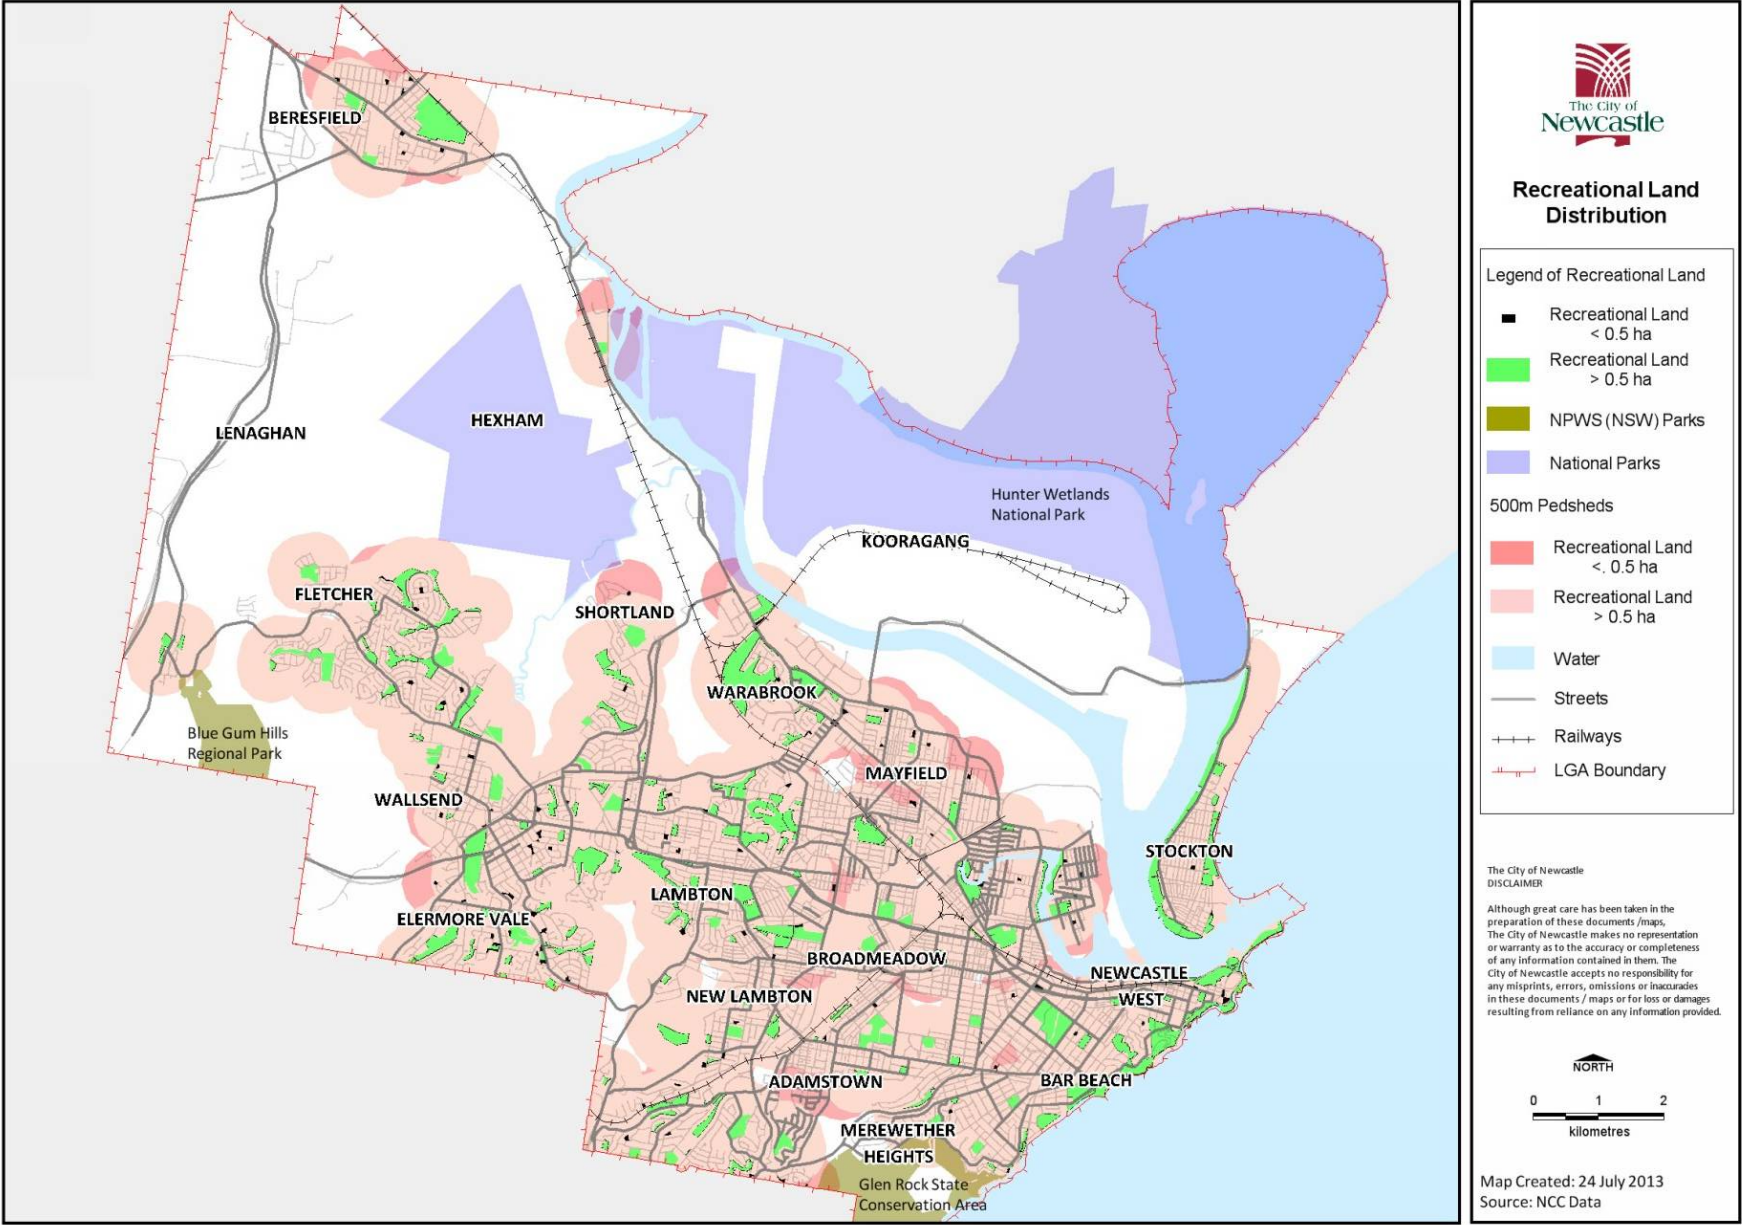 BERESFIELD
LENAGHAN
HEXHAM
Hunter Wetlands
National Park
KOORAGANG
FLETCHER
SHORTLAND
WARABROOK
Blue Gum Hills
Regional Park
MAYFIELD
WALLSEND
STOCKTON
LAMBTON
ELERMORE VALE
BROADMEADOW
NEWCASTLE
WEST
NEW LAMBTON
ADAMSTOWN
BAR BEACH
MEREWETHER
HEIGHTS
Glen Rock State
Conservation Area
The City of
Newcastle
Recreational Land
Distribution
Legend of Recreational Land
Recreational Land
< 0.5 ha
Recreational Land
> 0.5 ha
NPWS (NSW) Parks
National Parks
500m Pedsheds
Recreational Land
<. 0.5 ha
Recreational Land
> 0.5 ha
Water
Streets
Railways
LGA Boundary
The City of Newcastle
DISCLAIMER
Although great care has been taken in the
preparation of these documents /maps,
The City of Newcastle makes no representation
or warranty as to the accuracy or completeness
of any information contained in them. The
City of Newcastle accepts no responsibility for
any misprints, errors, omissions or inaccuracies
in these documents / maps or for loss or damages
resulting from reliance on any information provided.
NORTH
0 1 2
kilometres
Map Created: 24 July 2013
Source: NCC Data